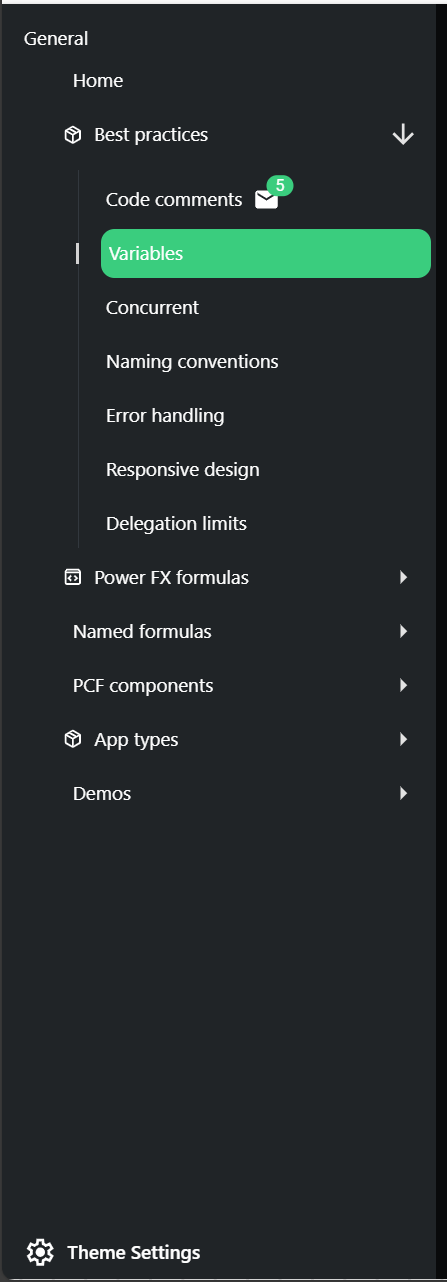 General
Home
Best practices
Code comments 5
Variables
Concurrent
Naming conventions
Error handling
Responsive design
Delegation limits
Power FX formulas
Named formulas
PCF components
App types
Demos
Theme Settings